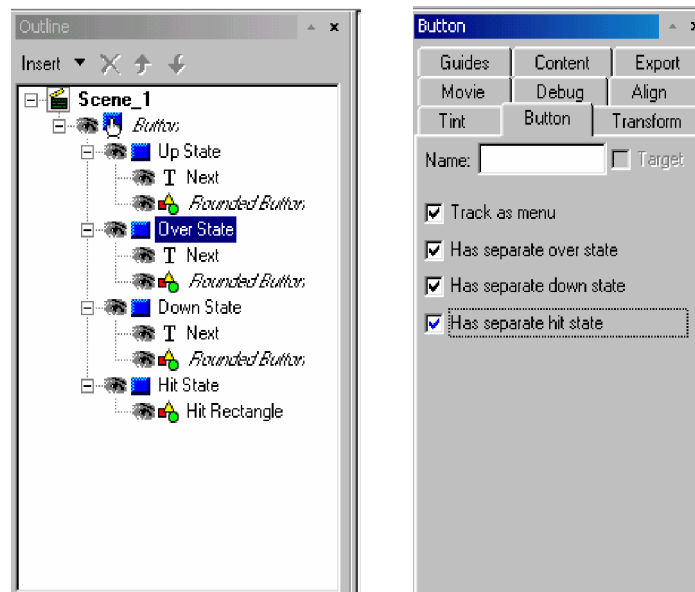 Outline
Insert
Scene_1
Button
Up State
T Next
Rounded Button
Over State
T Next
Rounded Button
Down State
T Next
Rounded Button
Hit State
Hit Rectangle
Button
Guides Content Export
Movie Debug Align
Tint Button Transform
Name: Target
Track as menu
Has separate over state
Has separate down state
Has separate hit state